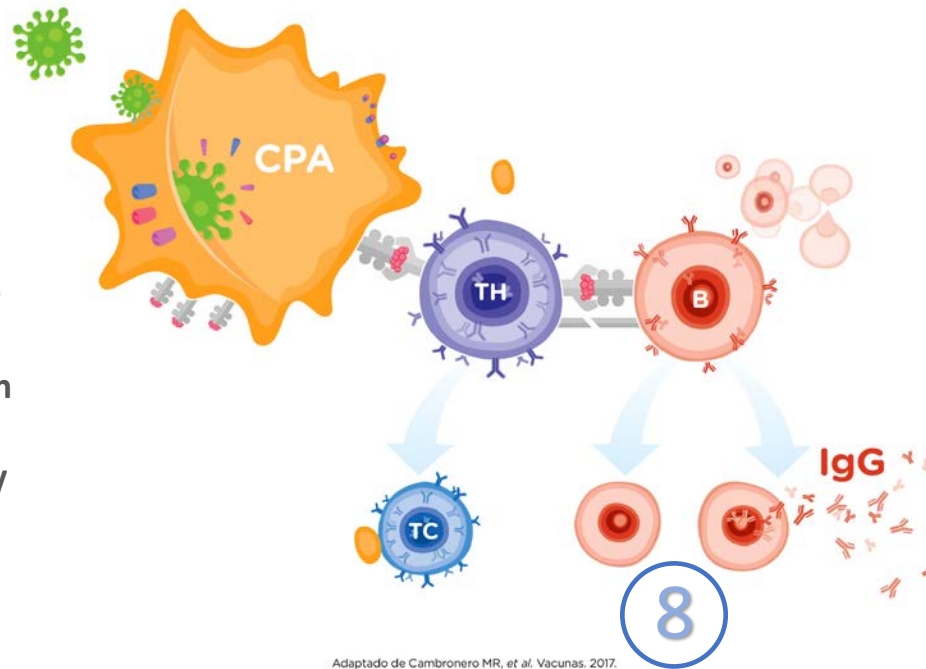 CPA
TH
B
IgG
TC
8
Adaptado de Cambronero MR, et al. Vacunas. 2017.